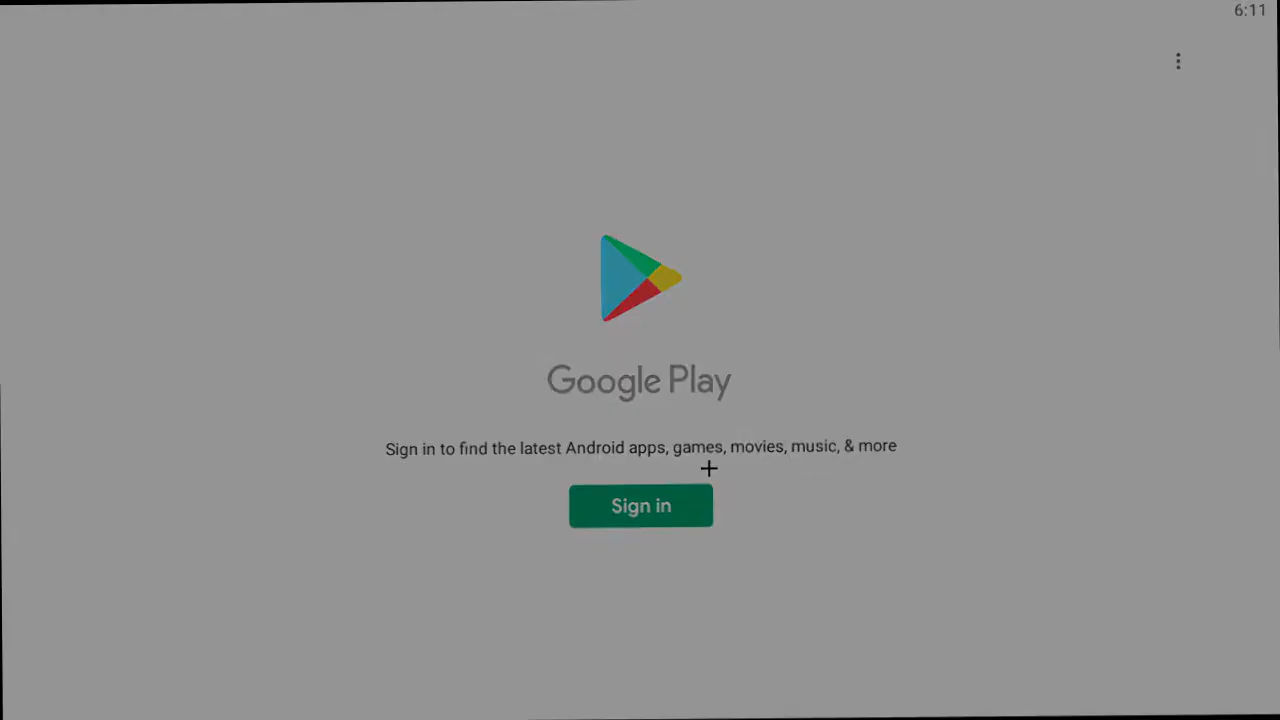 6:11
Google Play
Sign in to find the latest Android apps, games, movies, music, & more
Sign in